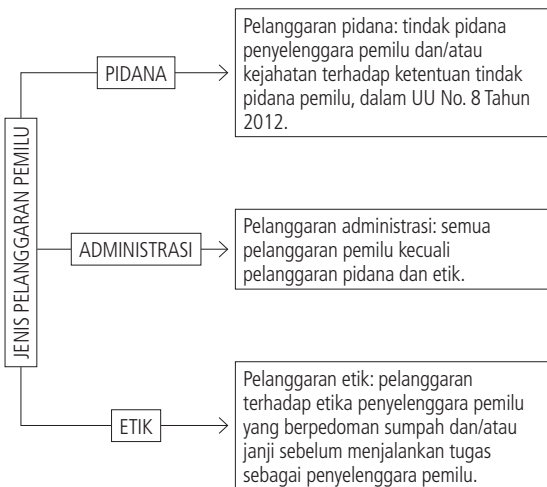 JENIS PELANGGARAN PEMILU
PIDANA
Pelanggaran pidana: tindak pidana
penyelenggara pemilu dan/atau
kejahatan terhadap ketentuan tindak
pidana pemilu, dalam UU No. 8 Tahun
2012.
ADMINISTRASI
Pelanggaran administrasi: semua
pelanggaran pemilu kecuali
pelanggaran pidana dan etik.
ETIK
Pelanggaran etik: pelanggaran
terhadap etika penyelenggara pemilu
yang berpedoman sumpah dan/atau
janji sebelum menjalankan tugas
sebagai penyelenggara pemilu.